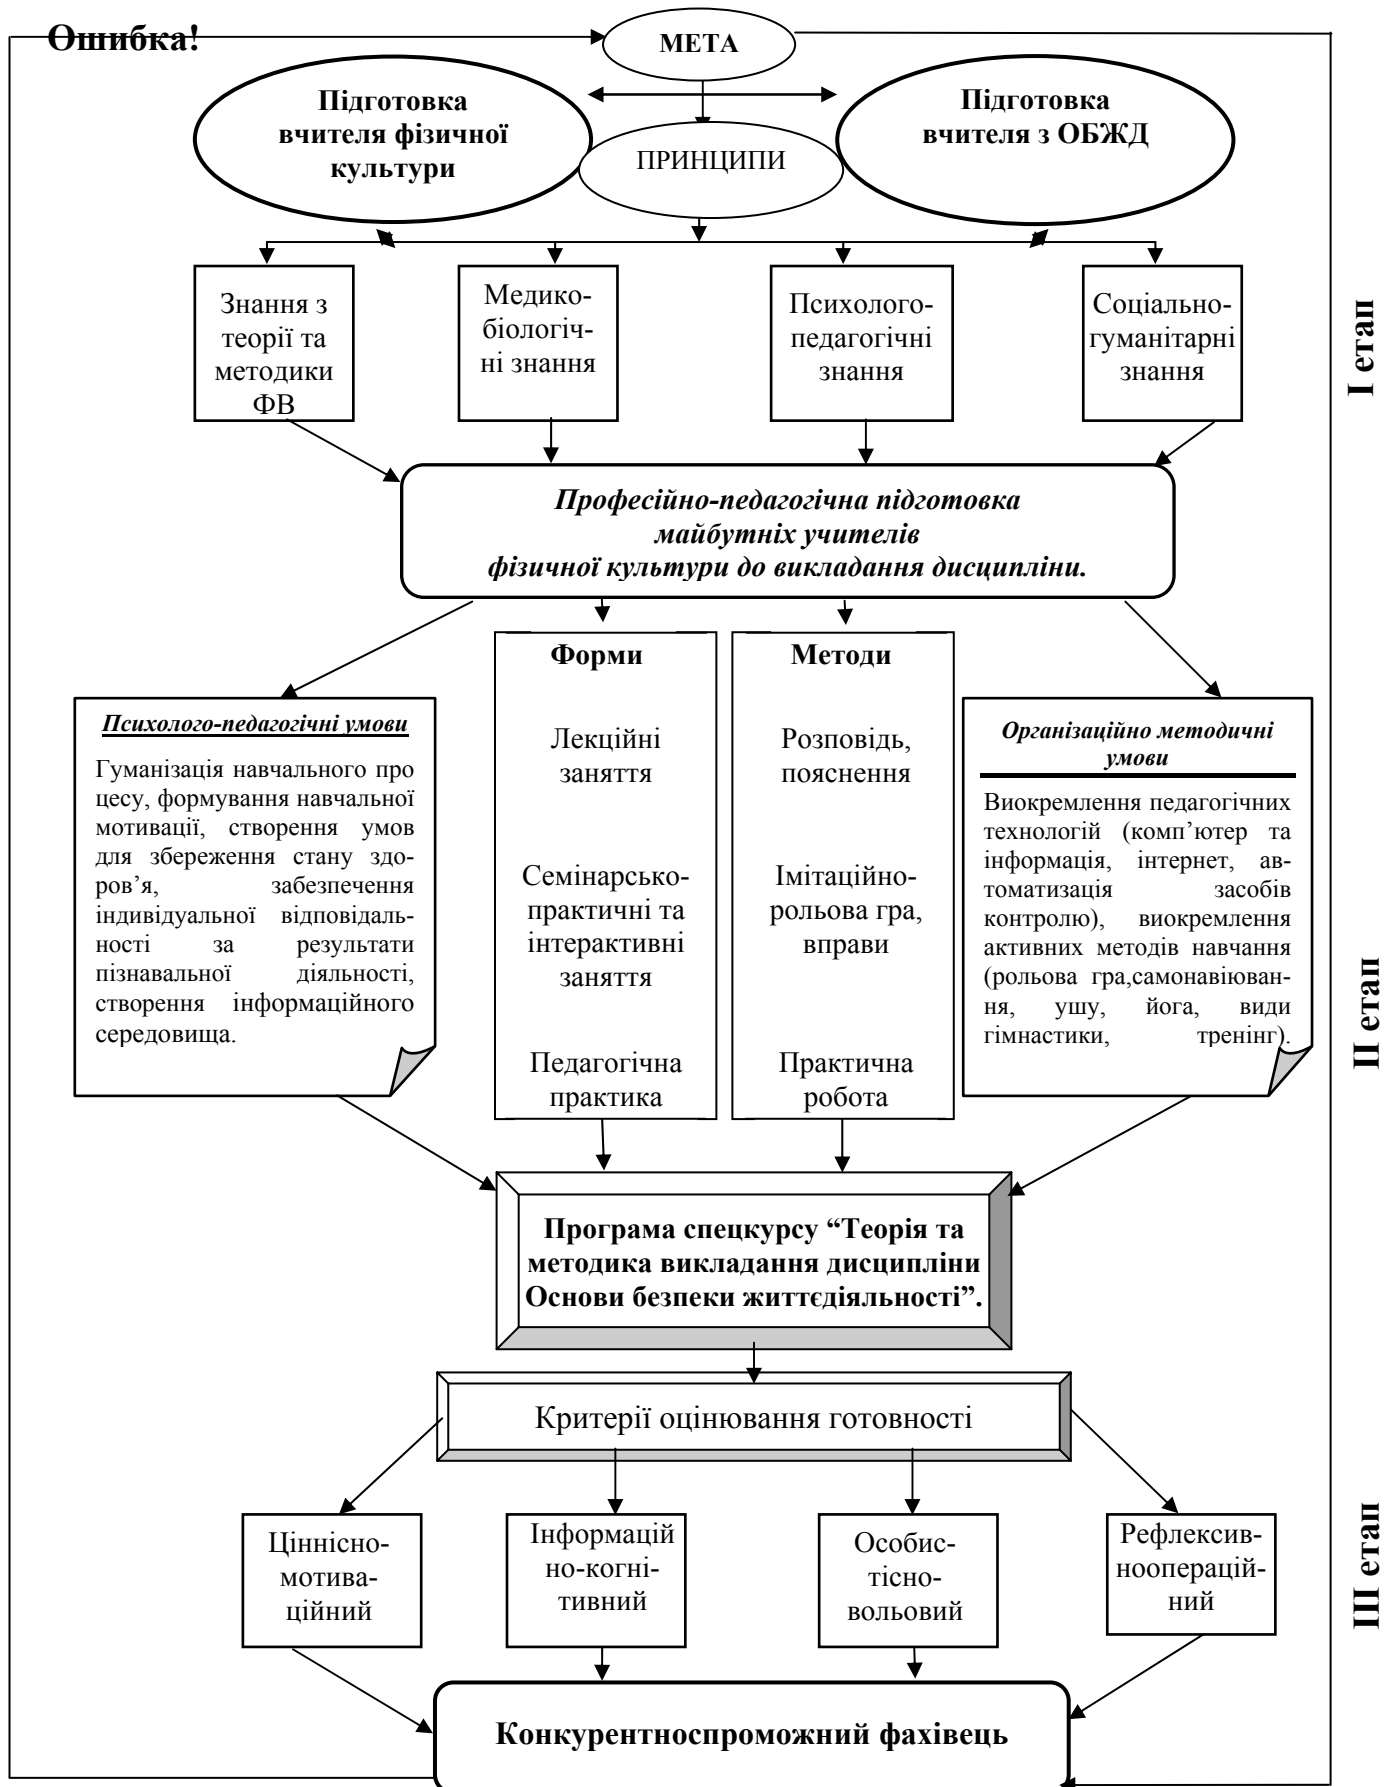 Ошибка!
МЕТА
Підготовка
вчителя фізичної
культури
Підготовка
вчителя з ОБЖД
ПРИНЦИПИ
Знання з
теорії та
методики
ФВ
Медико-
біологіч-
ні знання
Психолого-
педагогічні
знання
Соціально-
гуманітарні
знання
І етап
Професійно-педагогічна підготовка
майбутніх учителів
фізичної культури до викладання дисципліни.
Психолого-педагогічні умови
Гуманізація навчального про
цесу, формування навчальної
мотивації, створення умов
для збереження стану здо-
ров’я, забезпечення
індивідуальної відповідаль-
ності за результати
пізнавальної діяльності,
створення інформаційного
середовища.
Форми
Лекційні
заняття
Семінарсько-
практичні та
інтерактивні
заняття
Педагогічна
практика
Методи
Розповідь,
пояснення
Імітаційно-
рольова гра,
вправи
Практична
робота
Організаційно методичні
умови
Виокремлення педагогічних
технологій (комп’ютер та
інформація, інтернет, ав-
томатизація засобів
контролю), виокремлення
активних методів навчання
(рольова гра,самонавіюван-
ня, ушу, йога, види
гімнастики, тренінг).
ІІ етап
Програма спецкурсу “Теорія та
методика викладання дисципліни
Основи безпеки життєдіяльності”.
Критерії оцінювання готовності
Ціннісно-
мотива-
ційний
Інформацій
но-когні-
тивний
Особис-
тісно-
вольовий
Рефлексив-
нооперацій-
ний
ІІІ етап
Конкурентноспроможний фахівець